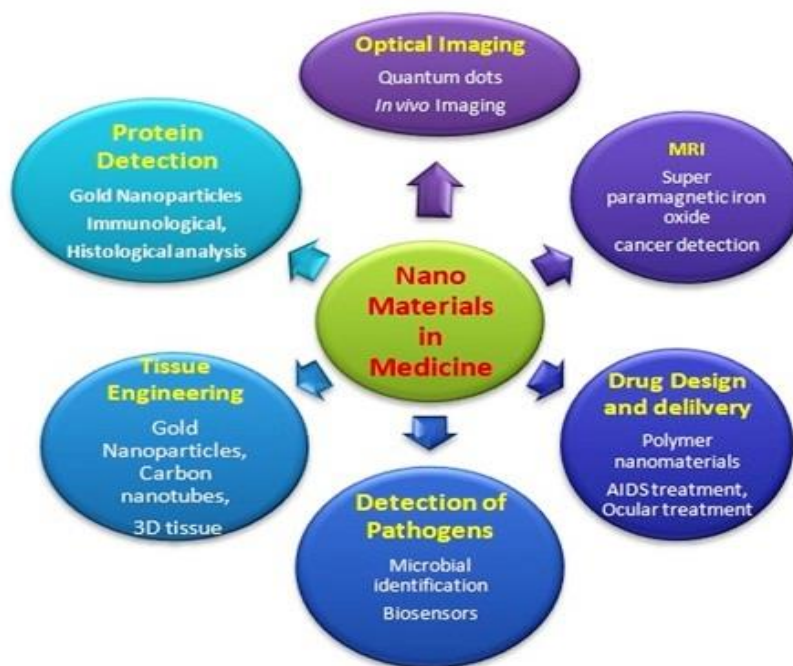 Optical Imaging
Quantum dots
In vivo Imaging
Protein
Detection
Gold Nanoparticles
Immunological,
Histological analysis
MRI
Super
paramagnetic iron
oxide
cancer detection
Nano
Materials
in
Medicine
Tissue
Engineering
Gold
Nanoparticles,
Carbon
nanotubes,
3D tissue
Drug Design
and delilvery
Polymer
nanomaterials
AIDS treatment,
Ocular treatment
Detection of
Pathogens
Microbial
identification
Biosensors